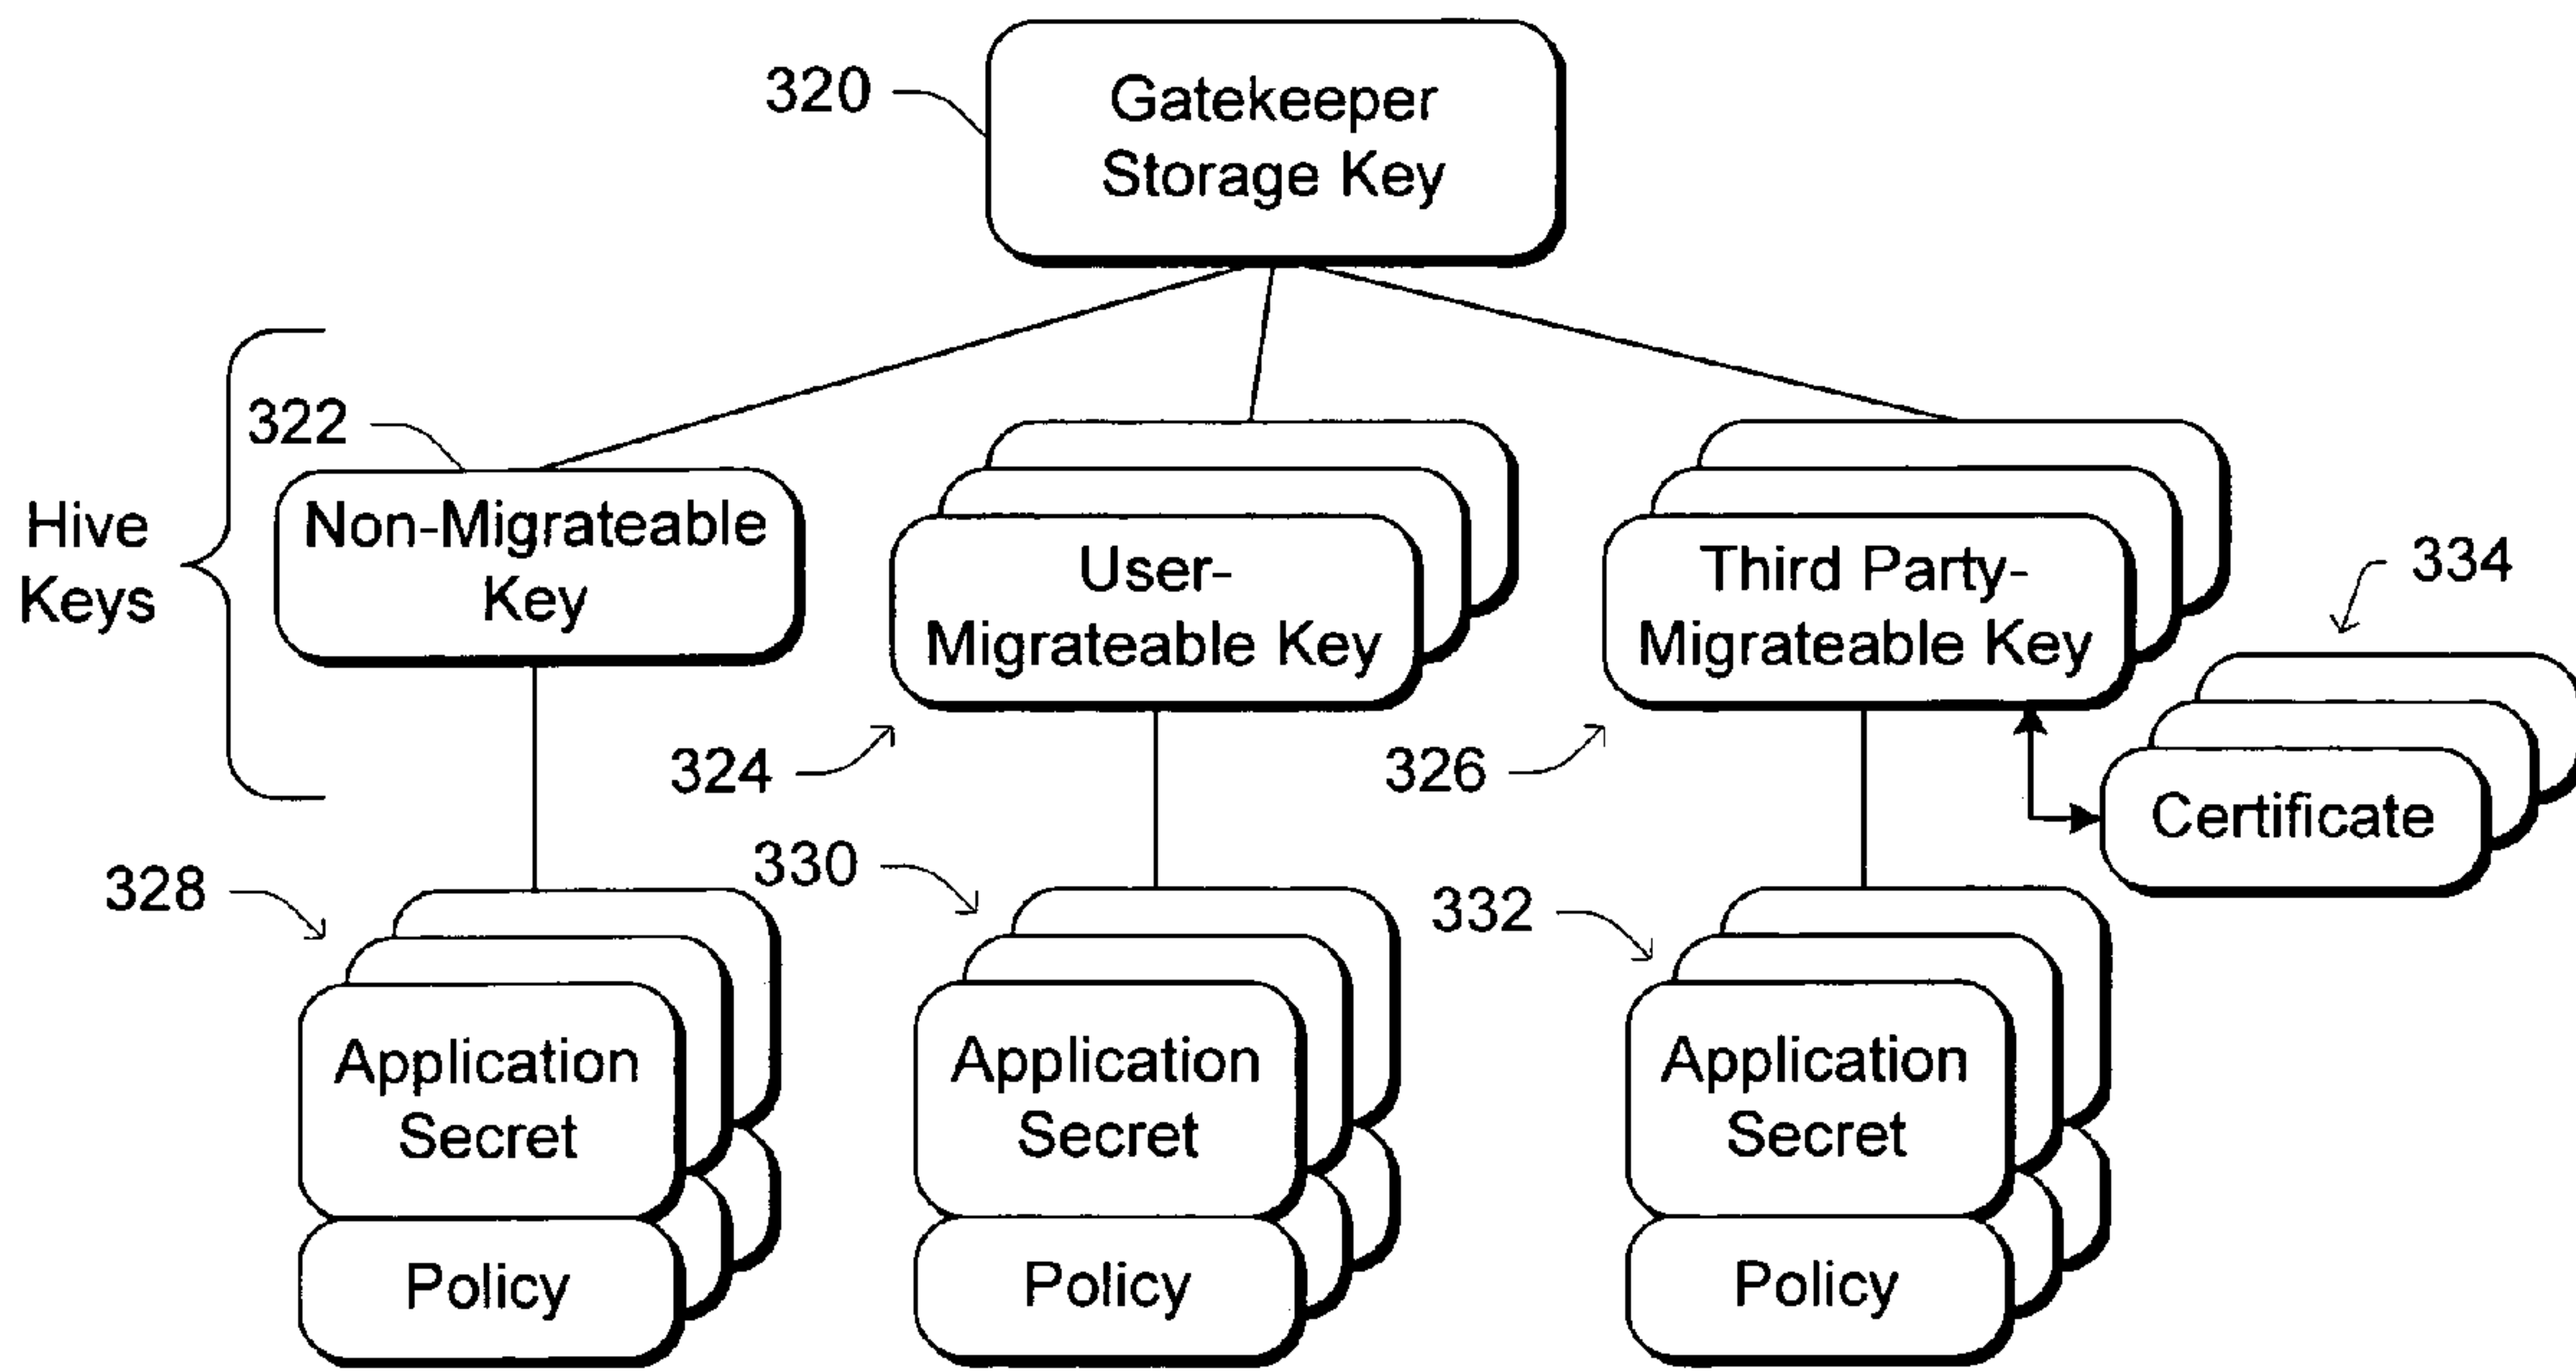 320
Gatekeeper
Storage Key
322
Hive
Keys
Non-Migrateable
Key
User-
Migrateable Key
Third Party-
Migrateable Key
334
324
326
Certificate
328
330
332
Application
Secret
Policy
Application
Secret
Policy
Application
Secret
Policy